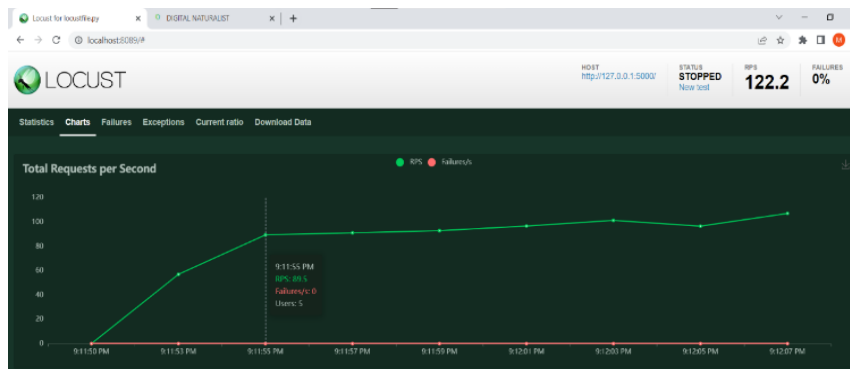 Locust for locustfile.py
DIGITAL NATURALIST
localhost:8089/#
M
LOCUST
HOST
http://127.0.0.1:5000/
STATUS
STOPPED
New test
RPS
122.2
FAILURES
0%
Statistics Charts Failures Exceptions Current ratio Download Data
Total Requests per Second
RPS Failures/s
120
100
80
60
40
20
0
9:11:55 PM
RPS: 89.5
Failures/s: 0
Users: 5
9:11:50 PM 9:11:53 PM 9:11:55 PM 9:11:57 PM 9:11:59 PM 9:12:01 PM 9:12:03 PM 9:12:05 PM 9:12:07 PM